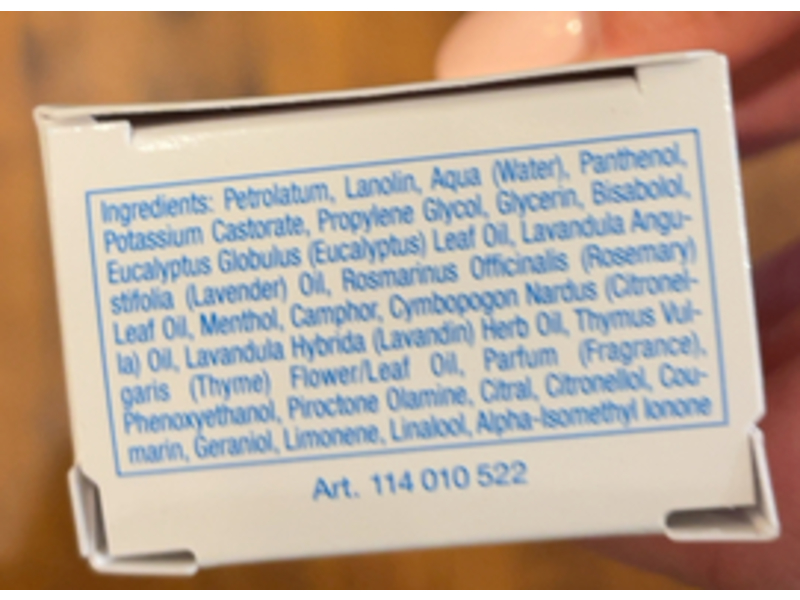 Ingredients: Petrolatum, Lanolin, Aqua (Water), Panthenol,
Potassium Castorate, Propylene Glycol, Glycerin, Bisabolol,
Eucalyptus Globulus (Eucalyptus) Leaf Oil, Lavandula Angu-
stifolia (Lavender) Oil, Rosmarinus Officinalis (Rosemary)
Leaf Oil, Menthol, Camphor, Cymbopogon Nardus (Citronel-
la) Oil, Lavandula Hybrida (Lavandin) Herb Oil, Thymus Vul-
garis (Thyme) Flower/Leaf Oil, Parfum (Fragrance),
Phenoxyethanol, Piroctone Olamine, Citral, Citronellol, Cou-
marin, Geraniol, Limonene, Linalool, Alpha-Isomethyl Ionone
Art. 114 010 522